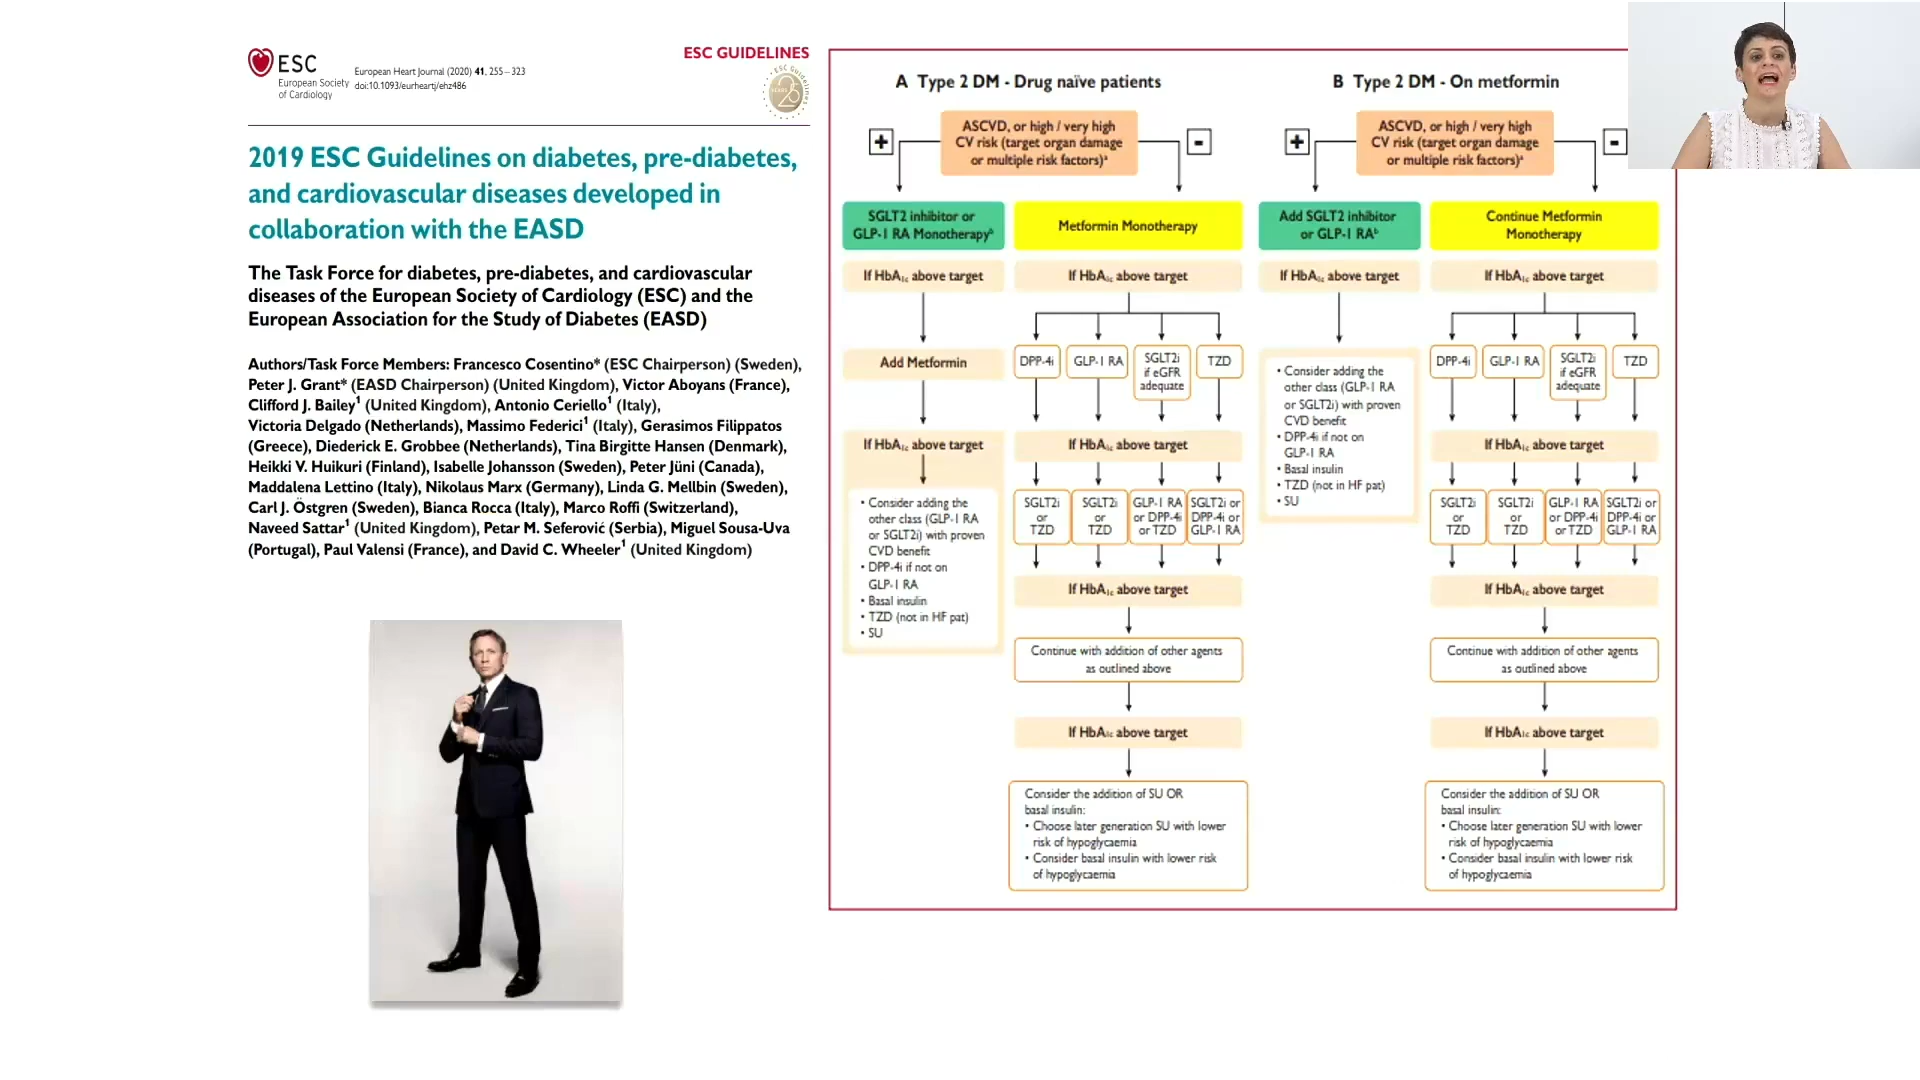 ESC
European Society
of Cardiology
European Heart Journal (2020) 41, 255–323
doi:10.1093/eurheartj/ehz486
ESC GUIDELINES
2019 ESC Guidelines on diabetes, pre-diabetes,
and cardiovascular diseases developed in
collaboration with the EASD
The Task Force for diabetes, pre-diabetes, and cardiovascular
diseases of the European Society of Cardiology (ESC) and the
European Association for the Study of Diabetes (EASD)
Authors/Task Force Members: Francesco Cosentino* (ESC Chairperson) (Sweden),
Peter J. Grant* (EASD Chairperson) (United Kingdom), Victor Aboyans (France),
Clifford J. Bailey¹ (United Kingdom), Antonio Ceriello¹ (Italy),
Victoria Delgado (Netherlands), Massimo Federici¹ (Italy), Gerasimos Filippatos
(Greece), Diederick E. Grobbee (Netherlands), Tina Birgitte Hansen (Denmark),
Heikki V. Huikuri (Finland), Isabelle Johansson (Sweden), Peter Jüni (Canada),
Maddalena Lettino (Italy), Nikolaus Marx (Germany), Linda G. Mellbin (Sweden),
Carl J. Östgren (Sweden), Bianca Rocca (Italy), Marco Roffi (Switzerland),
Naveed Sattar¹ (United Kingdom), Petar M. Seferović (Serbia), Miguel Sousa-Uva
(Portugal), Paul Valensi (France), and David C. Wheeler¹ (United Kingdom)
A Type 2 DM - Drug naïve patients
+
ASCVD, or high / very high
CV risk (target organ damage
or multiple risk factors)ᵃ
-
SGLT2 inhibitor or
GLP-1 RA Monotherapyᵇ
If HbA1c above target
Add Metformin
If HbA1c above target
• Consider adding the
other class (GLP-1 RA
or SGLT2i) with proven
CVD benefit
• DPP-4i if not on
GLP-1 RA
• Basal insulin
• TZD (not in HF pat)
• SU
Metformin Monotherapy
If HbA1c above target
DPP-4i
GLP-1 RA
SGLT2i
if eGFR
adequate
TZD
If HbA1c above target
SGLT2i
or
TZD
SGLT2i
or
TZD
GLP-1 RA
or DPP-4i
or TZD
SGLT2i or
DPP-4i or
GLP-1 RA
If HbA1c above target
Continue with addition of other agents
as outlined above
If HbA1c above target
Consider the addition of SU OR
basal insulin:
• Choose later generation SU with lower
risk of hypoglycaemia
• Consider basal insulin with lower risk
of hypoglycaemia
B Type 2 DM - On metformin
+
ASCVD, or high / very high
CV risk (target organ damage
or multiple risk factors)ᵃ
-
Add SGLT2 inhibitor
or GLP-1 RAᵇ
If HbA1c above target
• Consider adding the
other class (GLP-1 RA
or SGLT2i) with proven
CVD benefit
• DPP-4i if not on
GLP-1 RA
• Basal insulin
• TZD (not in HF pat)
• SU
Continue Metformin
Monotherapy
If HbA1c above target
DPP-4i
GLP-1 RA
SGLT2i
if eGFR
adequate
TZD
If HbA1c above target
SGLT2i
or
TZD
SGLT2i
or
TZD
GLP-1 RA
or DPP-4i
or TZD
SGLT2i or
DPP-4i or
GLP-1 RA
If HbA1c above target
Continue with addition of other agents
as outlined above
If HbA1c above target
Consider the addition of SU OR
basal insulin:
• Choose later generation SU with lower
risk of hypoglycaemia
• Consider basal insulin with lower risk
of hypoglycaemia